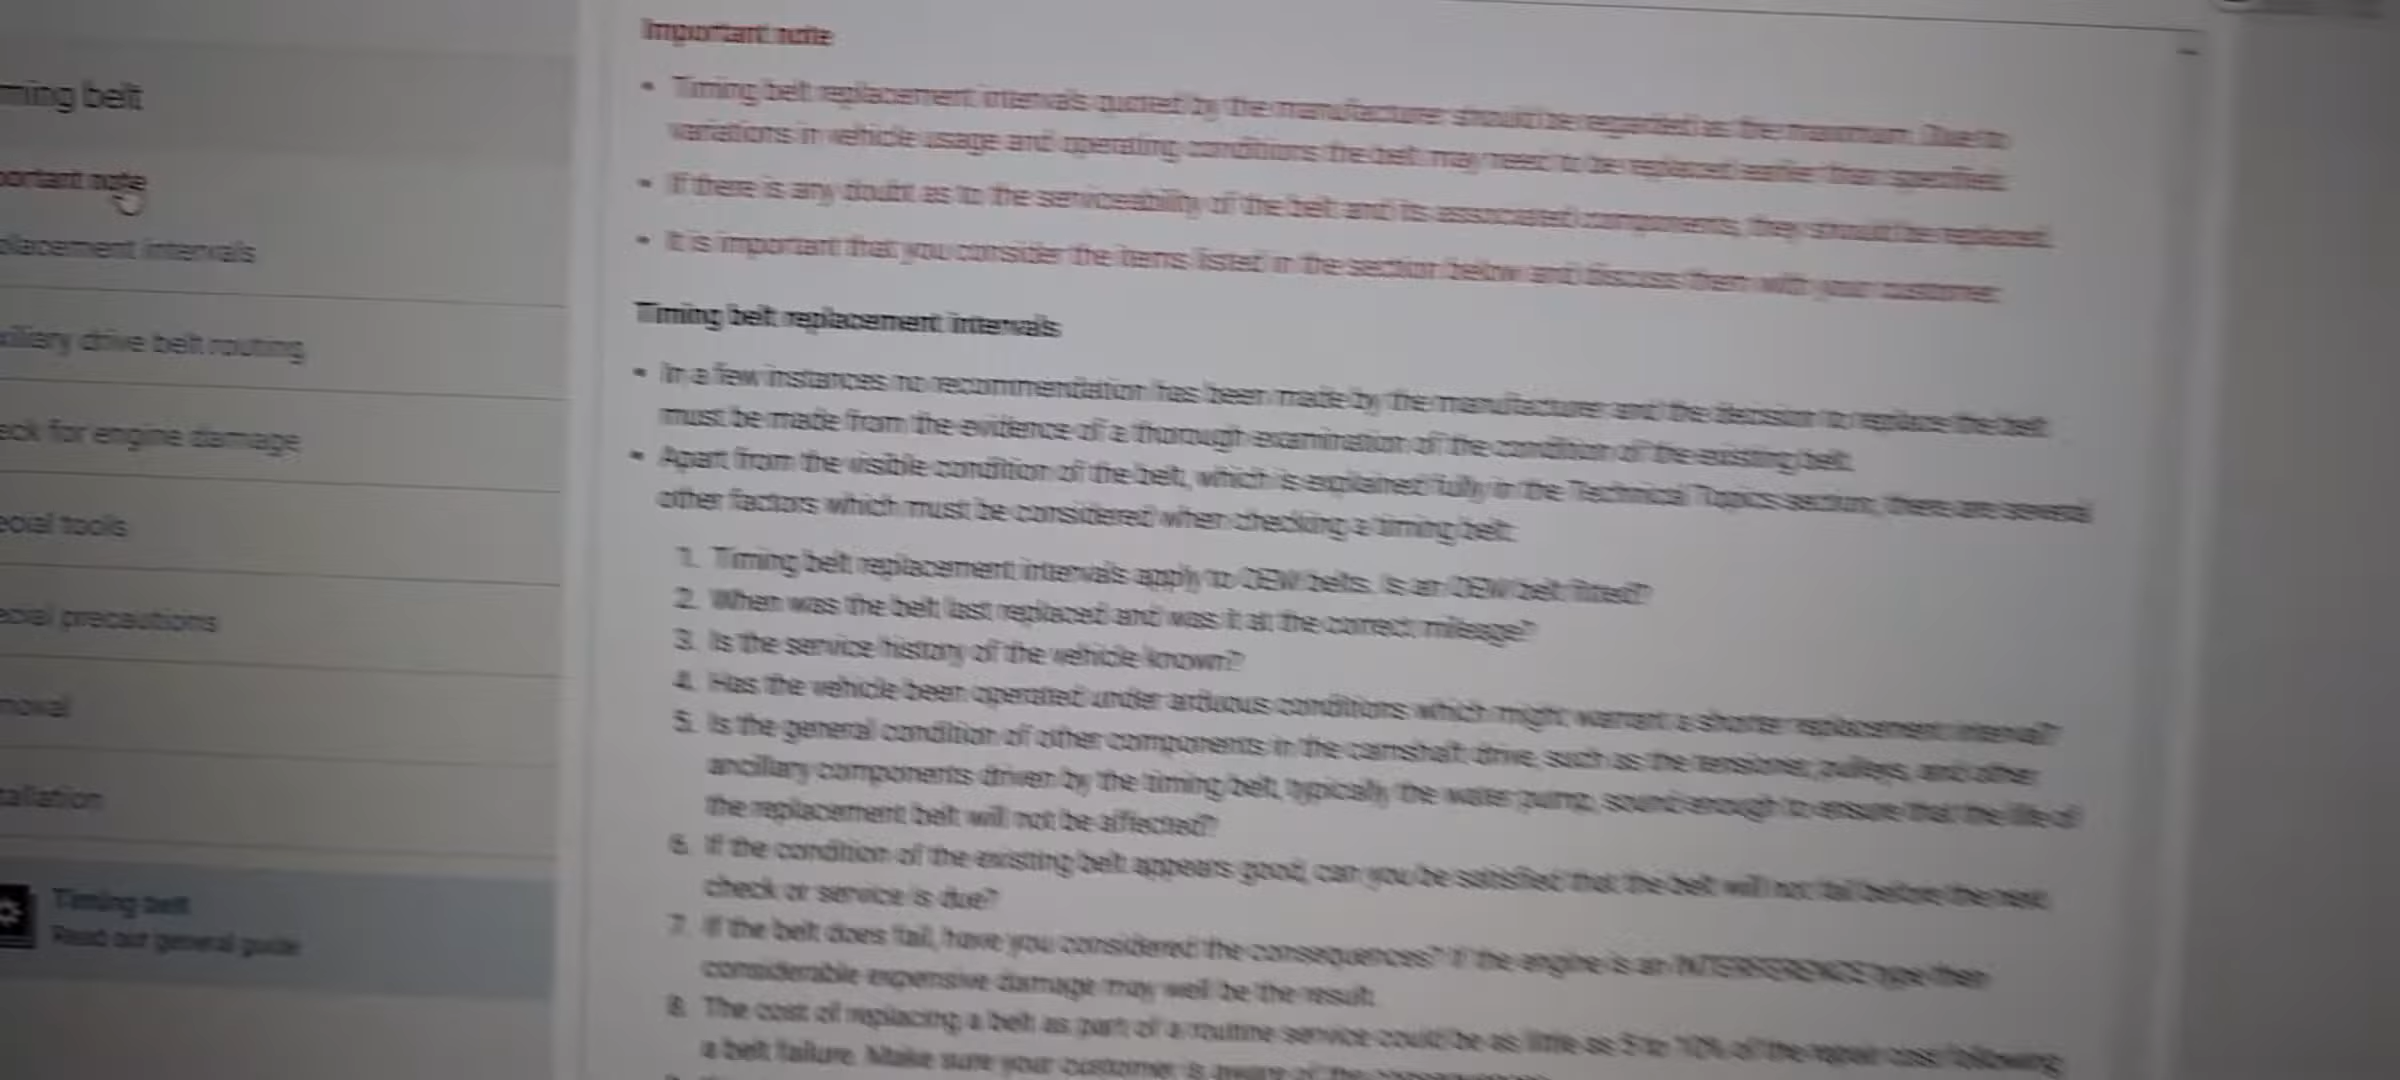 Important note
ming belt
• Timing belt replacement intervals quoted by the manufacturer should be regarded as the maximum. Due to
variations in vehicle usage and operating conditions the belt may need to be replaced earlier than specified.
portant note
• If there is any doubt as to the serviceability of the belt and its associated components, they should be replaced.
• It is important that you consider the items listed in the section below and discuss them with your customer.
placement intervals
Timing belt replacement intervals
xiliary drive belt routing
• In a few instances no recommendation has been made by the manufacturer and the decision to replace the belt
must be made from the evidence of a thorough examination of the condition of the existing belt.
eck for engine damage
• Apart from the visible condition of the belt, which is explained fully in the Technical Topics section, there are several
other factors which must be considered when checking a timing belt:
ecial tools
1. Timing belt replacement intervals apply to OEM belts. Is an OEM belt fitted?
2. When was the belt last replaced and was it at the correct mileage?
ecial precautions
3. Is the service history of the vehicle known?
4. Has the vehicle been operated under arduous conditions which might warrant a shorter replacement interval?
moval
5. Is the general condition of other components in the camshaft drive, such as the tensioner, pulleys, and other
ancillary components driven by the timing belt, typically the water pump, sound enough to ensure that the life of
the replacement belt will not be affected?
tallation
6. If the condition of the existing belt appears good, can you be satisfied that the belt will not fail before the next
check or service is due?
Timing belt
Read our general guide
7. If the belt does fail, have you considered the consequences? If the engine is an INTERFERENCE type then
considerable expensive damage may well be the result.
8. The cost of replacing a belt as part of a routine service could be as little as 5 to 10% of the repair cost following
a belt failure. Make sure your customer is aware of the